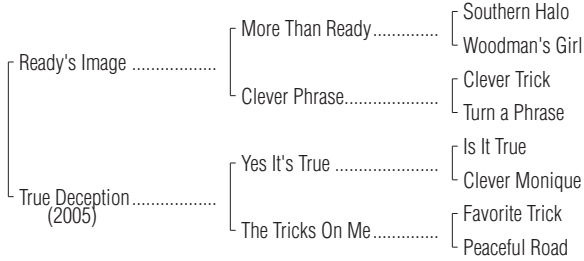 Southern Halo
More Than Ready..............
Woodman's Girl
Ready's Image ..................
Clever Trick
Clever Phrase....................
Turn a Phrase
Is It True
Yes It's True ......................
Clever Monique
True Deception..................
(2005)
Favorite Trick
The Tricks On Me..............
Peaceful Road